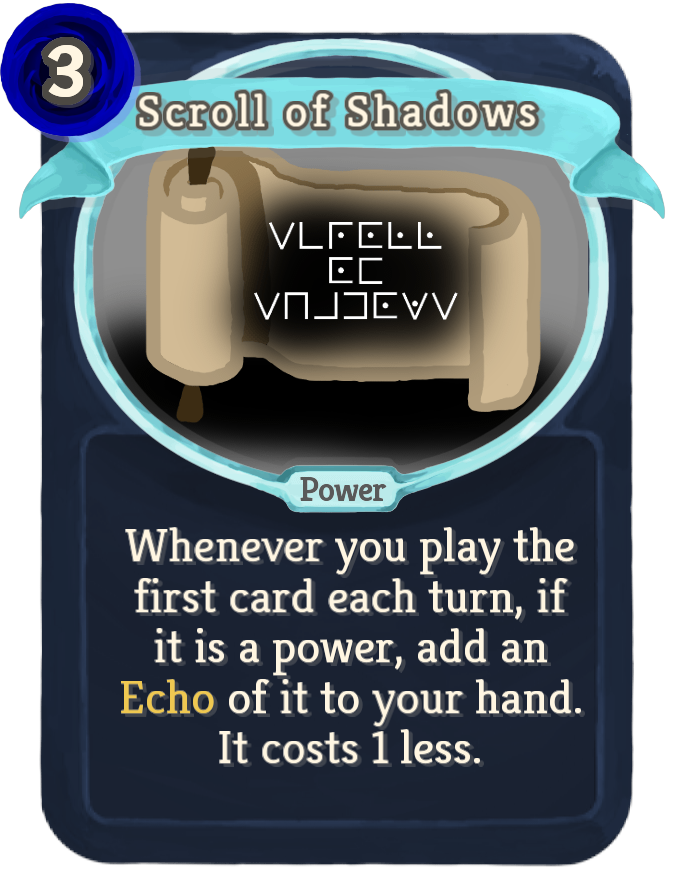 3
Scroll of Shadows
Power
Whenever you play the
first card each turn, if
it is a power, add an
Echo of it to your hand.
It costs 1 less.